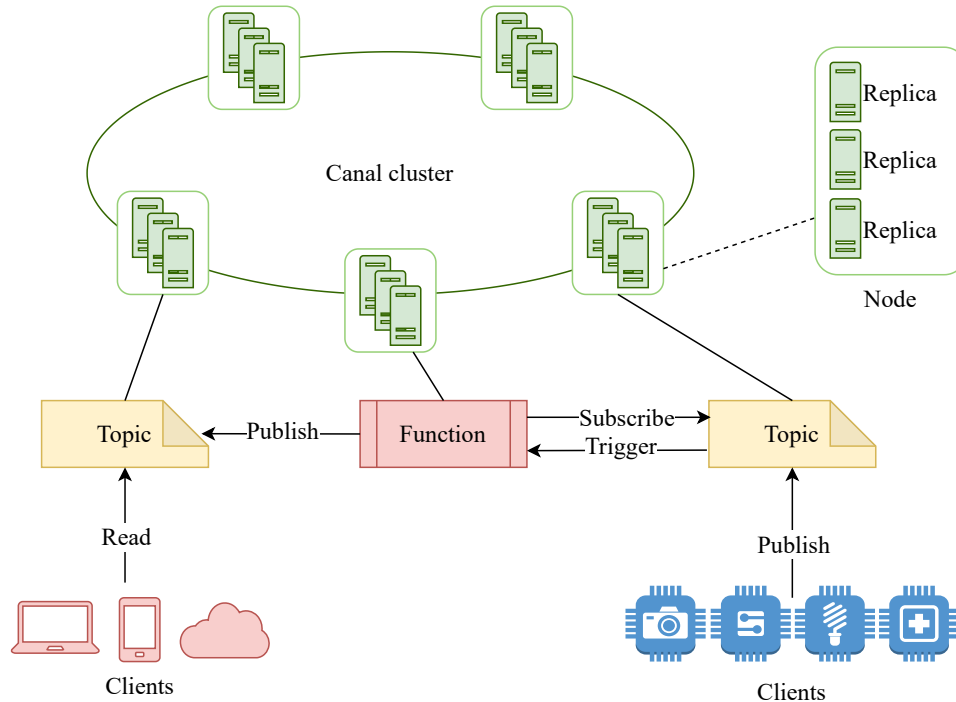 Replica
Canal cluster
Replica
Replica
Node
Topic
Publish
Function
Subscribe
Trigger
Topic
Read
Publish
Clients
Clients